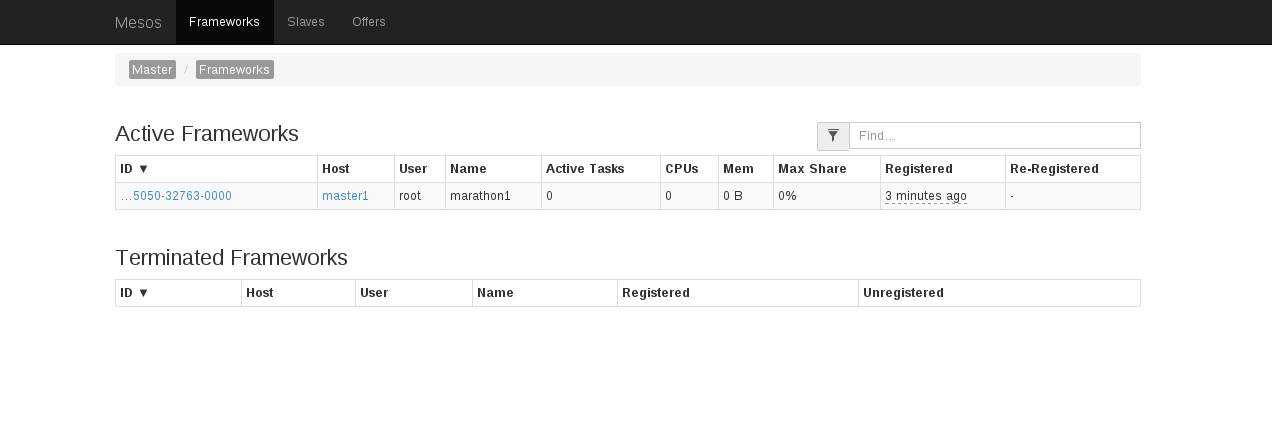 Mesos Frameworks Slaves Offers
Master / Frameworks
Active Frameworks
Find...
ID ▼ Host User Name Active Tasks CPUs Mem Max Share Registered Re-Registered
...5050-32763-0000 master1 root marathon1 0 0 0 B 0% 3 minutes ago -
Terminated Frameworks
ID ▼ Host User Name Registered Unregistered